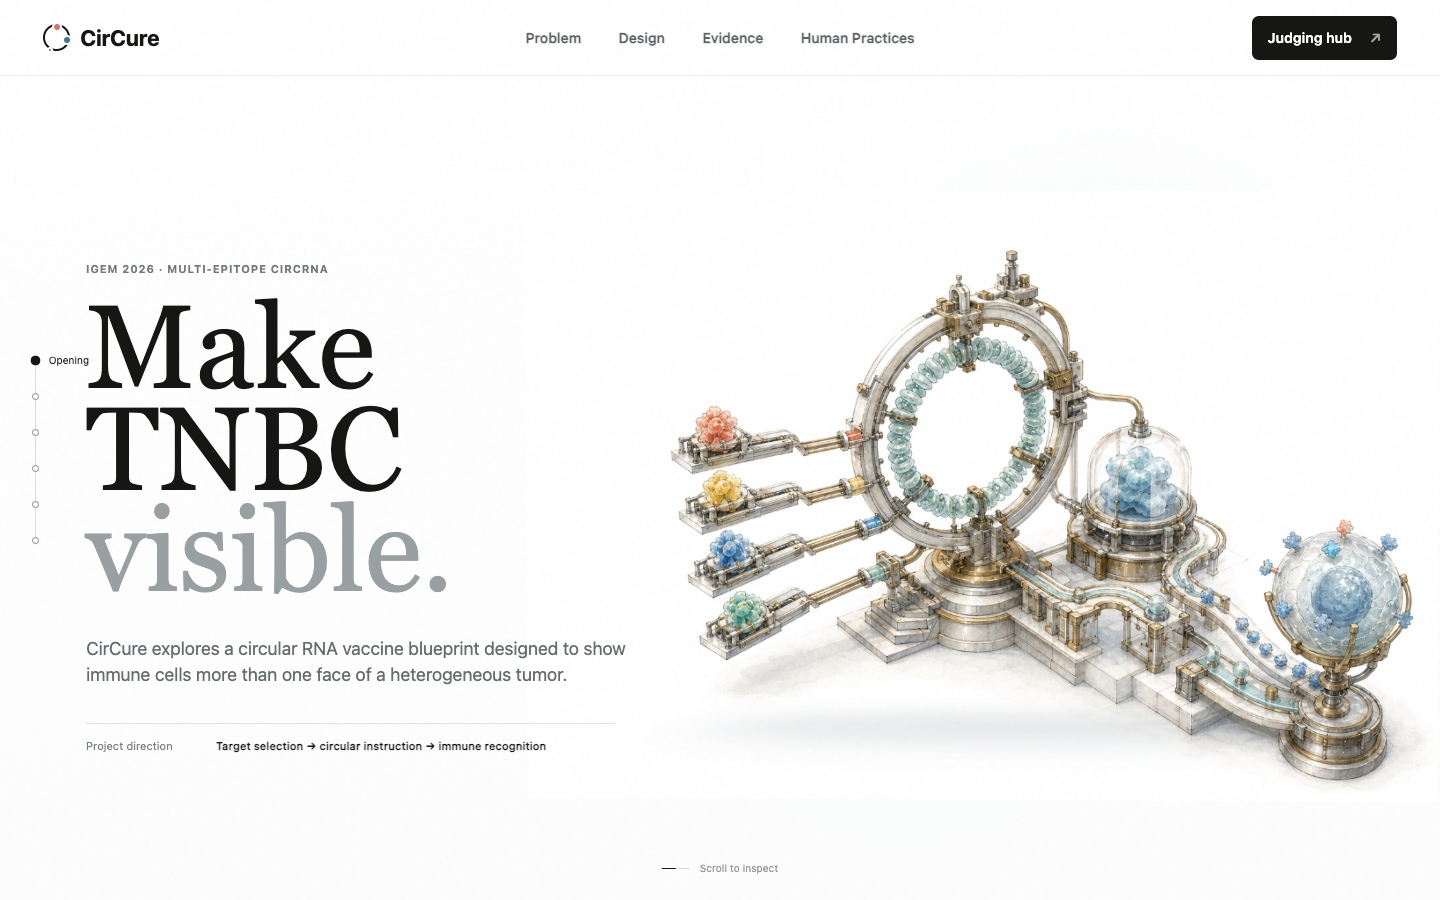 CirCure
Problem
Design
Evidence
Human Practices
Judging hub
IGEM 2026 · MULTI-EPITOPE CIRCRNA
Opening
Make
TNBC
visible.
CirCure explores a circular RNA vaccine blueprint designed to show
immune cells more than one face of a heterogeneous tumor.
Project direction
Target selection → circular instruction → immune recognition
Scroll to inspect